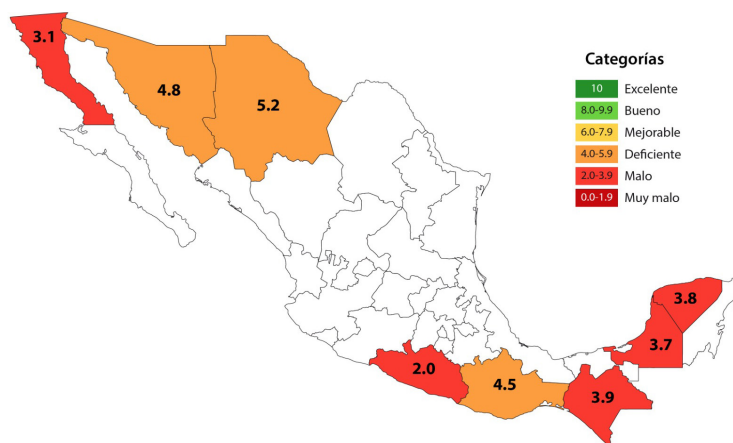 3.1
4.8
5.2
Categorías
10 Excelente
8.0-9.9 Bueno
6.0-7.9 Mejorable
4.0-5.9 Deficiente
2.0-3.9 Malo
0.0-1.9 Muy malo
3.8
3.7
2.0
4.5
3.9